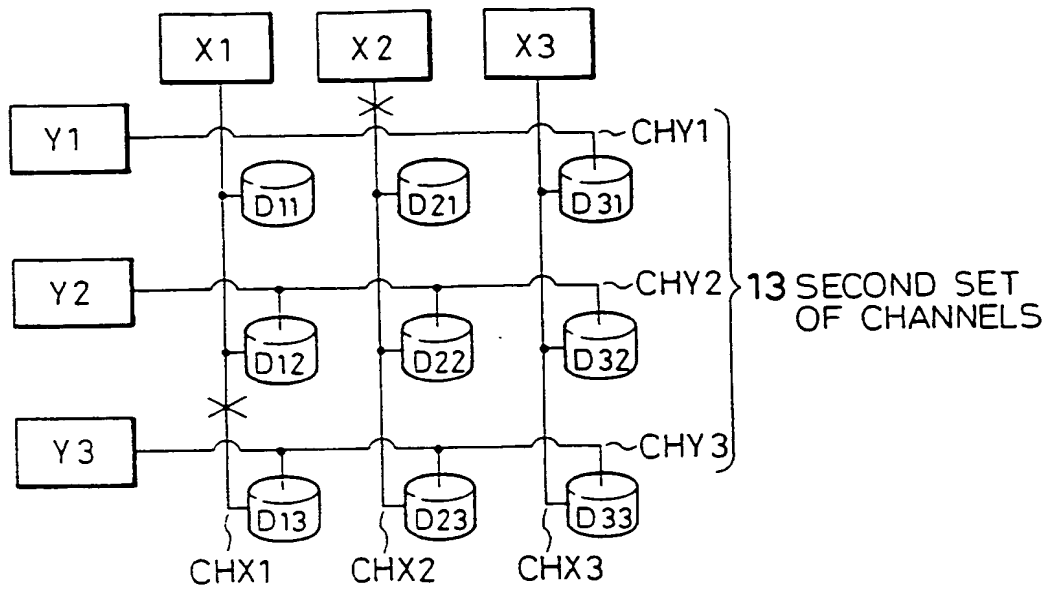 X1
X2
X3
Y1
CHY1
D11
D21
D31
Y2
CHY2
13 SECOND SET
OF CHANNELS
D12
D22
D32
Y3
CHY3
D13
D23
D33
CHX1
CHX2
CHX3